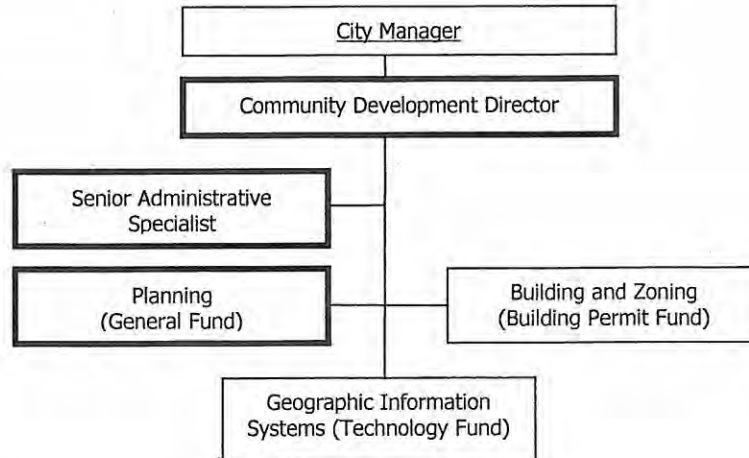 City Manager
Community Development Director
Senior Administrative
Specialist
Planning
(General Fund)
Building and Zoning
(Building Permit Fund)
Geographic Information
Systems (Technology Fund)